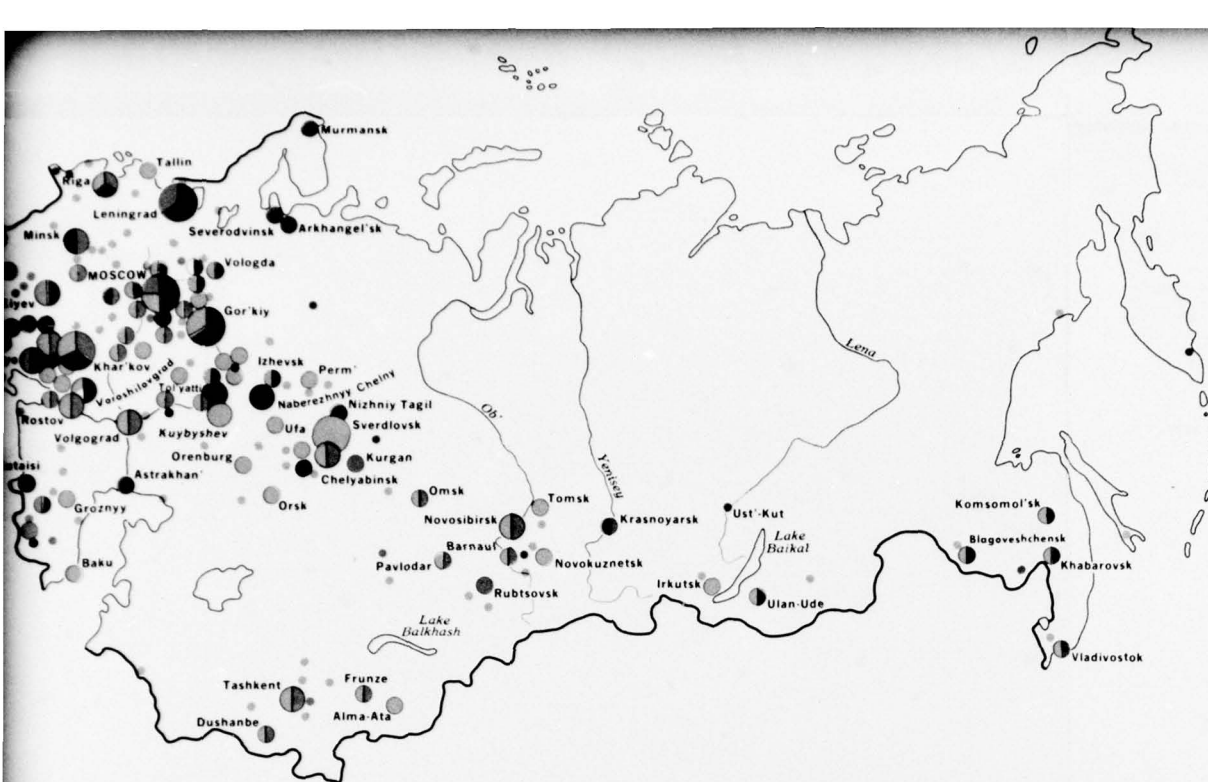 Murmansk
Tallin
Riga
Leningrad
Severodvinsk
Arkhangel'sk
Minsk
MOSCOW
Vologda
Gor'kiy
Khar'kov
Izhevsk
Perm'
Voroshilovgrad
Naberezhnyy Chelny
Nizhniy Tagil
Rostov
Volgograd
Kuybyshev
Ufa
Sverdlovsk
Orenburg
Kurgan
Chelyabinsk
Astrakhan'
Orsk
Omsk
Groznyy
Baku
Ob'
Yenisey
Lena
Tomsk
Novosibirsk
Krasnoyarsk
Ust'-Kut
Lake
Baikal
Komsomol'sk
Blagoveshchensk
Khabarovsk
Barnaul
Pavlodar
Novokuznetsk
Irkutsk
Rubtsovsk
Ulan-Ude
Lake
Balkhash
Vladivostok
Tashkent
Frunze
Alma-Ata
Dushanbe